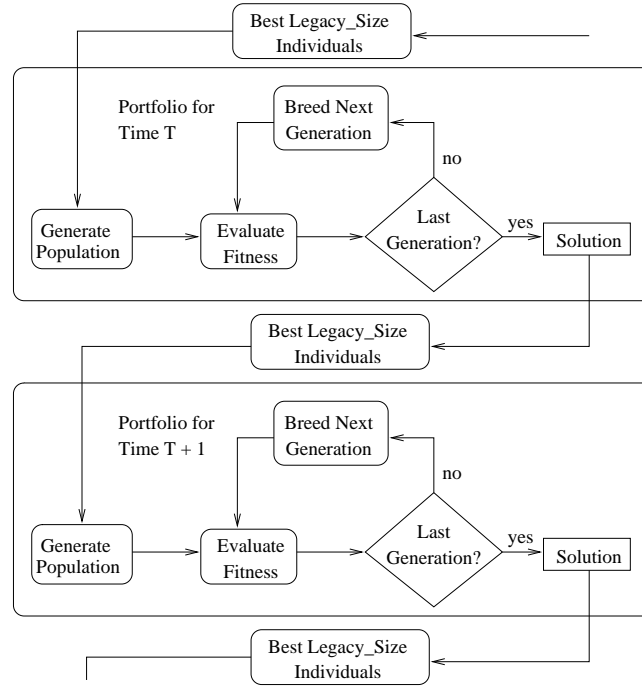 Best Legacy_Size
Individuals
Portfolio for
Time T
Breed Next
Generation
no
Generate
Population
Evaluate
Fitness
Last
Generation?
yes
Solution
Best Legacy_Size
Individuals
Portfolio for
Time T + 1
Breed Next
Generation
no
Generate
Population
Evaluate
Fitness
Last
Generation?
yes
Solution
Best Legacy_Size
Individuals